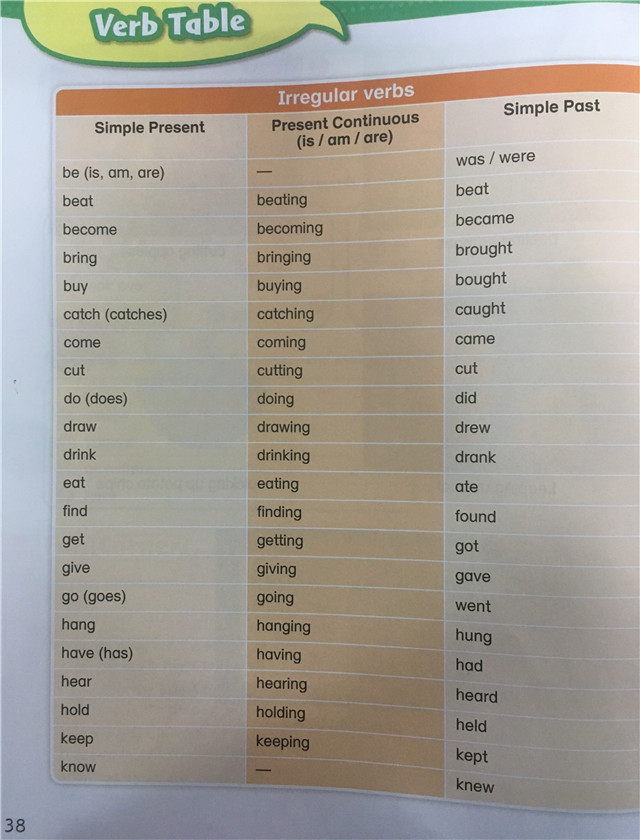 Verb Table
Irregular verbs
Simple Present Present Continuous (is / am / are) Simple Past
be (is, am, are) — was / were
beat beating beat
become becoming became
bring bringing brought
buy buying bought
catch (catches) catching caught
come coming came
cut cutting cut
do (does) doing did
draw drawing drew
drink drinking drank
eat eating ate
find finding found
get getting got
give giving gave
go (goes) going went
hang hanging hung
have (has) having had
hear hearing heard
hold holding held
keep keeping kept
know — knew
38